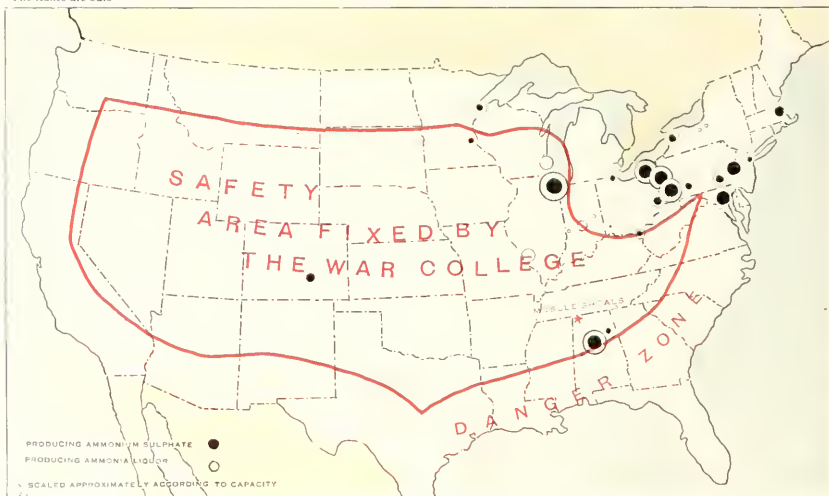 SAFETY
AREA FIXED BY
THE WAR COLLEGE
MUSCLE SHOALS
DANGER ZONE
PRODUCING AMMONIUM SULPHATE
PRODUCING AMMONIA LIQUOR
SCALED APPROXIMATELY ACCORDING TO CAPACITY